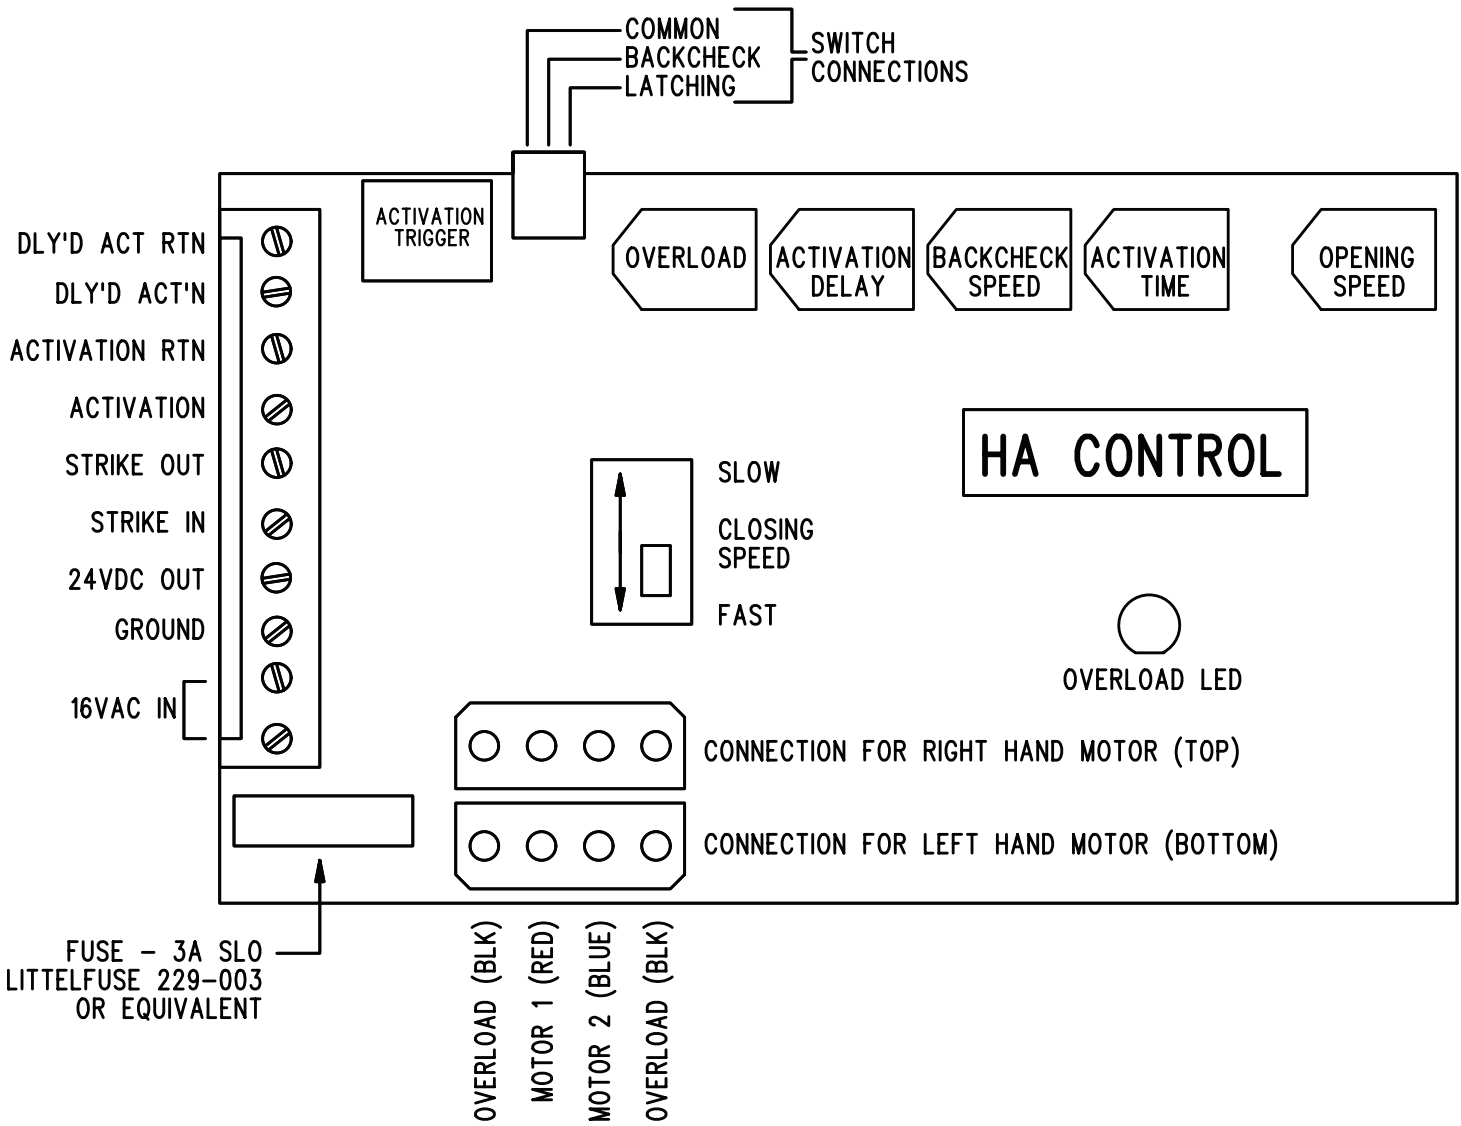 COMMON
BACKCHECK
LATCHING
SWITCH
CONNECTIONS
ACTIVATION
TRIGGER
OVERLOAD
ACTIVATION
DELAY
BACKCHECK
SPEED
ACTIVATION
TIME
OPENING
SPEED
DLY'D ACT RTN
DLY'D ACT'N
ACTIVATION RTN
ACTIVATION
STRIKE OUT
STRIKE IN
24VDC OUT
GROUND
16VAC IN
HA CONTROL
SLOW
CLOSING
SPEED
FAST
OVERLOAD LED
CONNECTION FOR RIGHT HAND MOTOR (TOP)
CONNECTION FOR LEFT HAND MOTOR (BOTTOM)
FUSE - 3A SLO
LITTELFUSE 229-003
OR EQUIVALENT
OVERLOAD (BLK)
MOTOR 1 (RED)
MOTOR 2 (BLUE)
OVERLOAD (BLK)